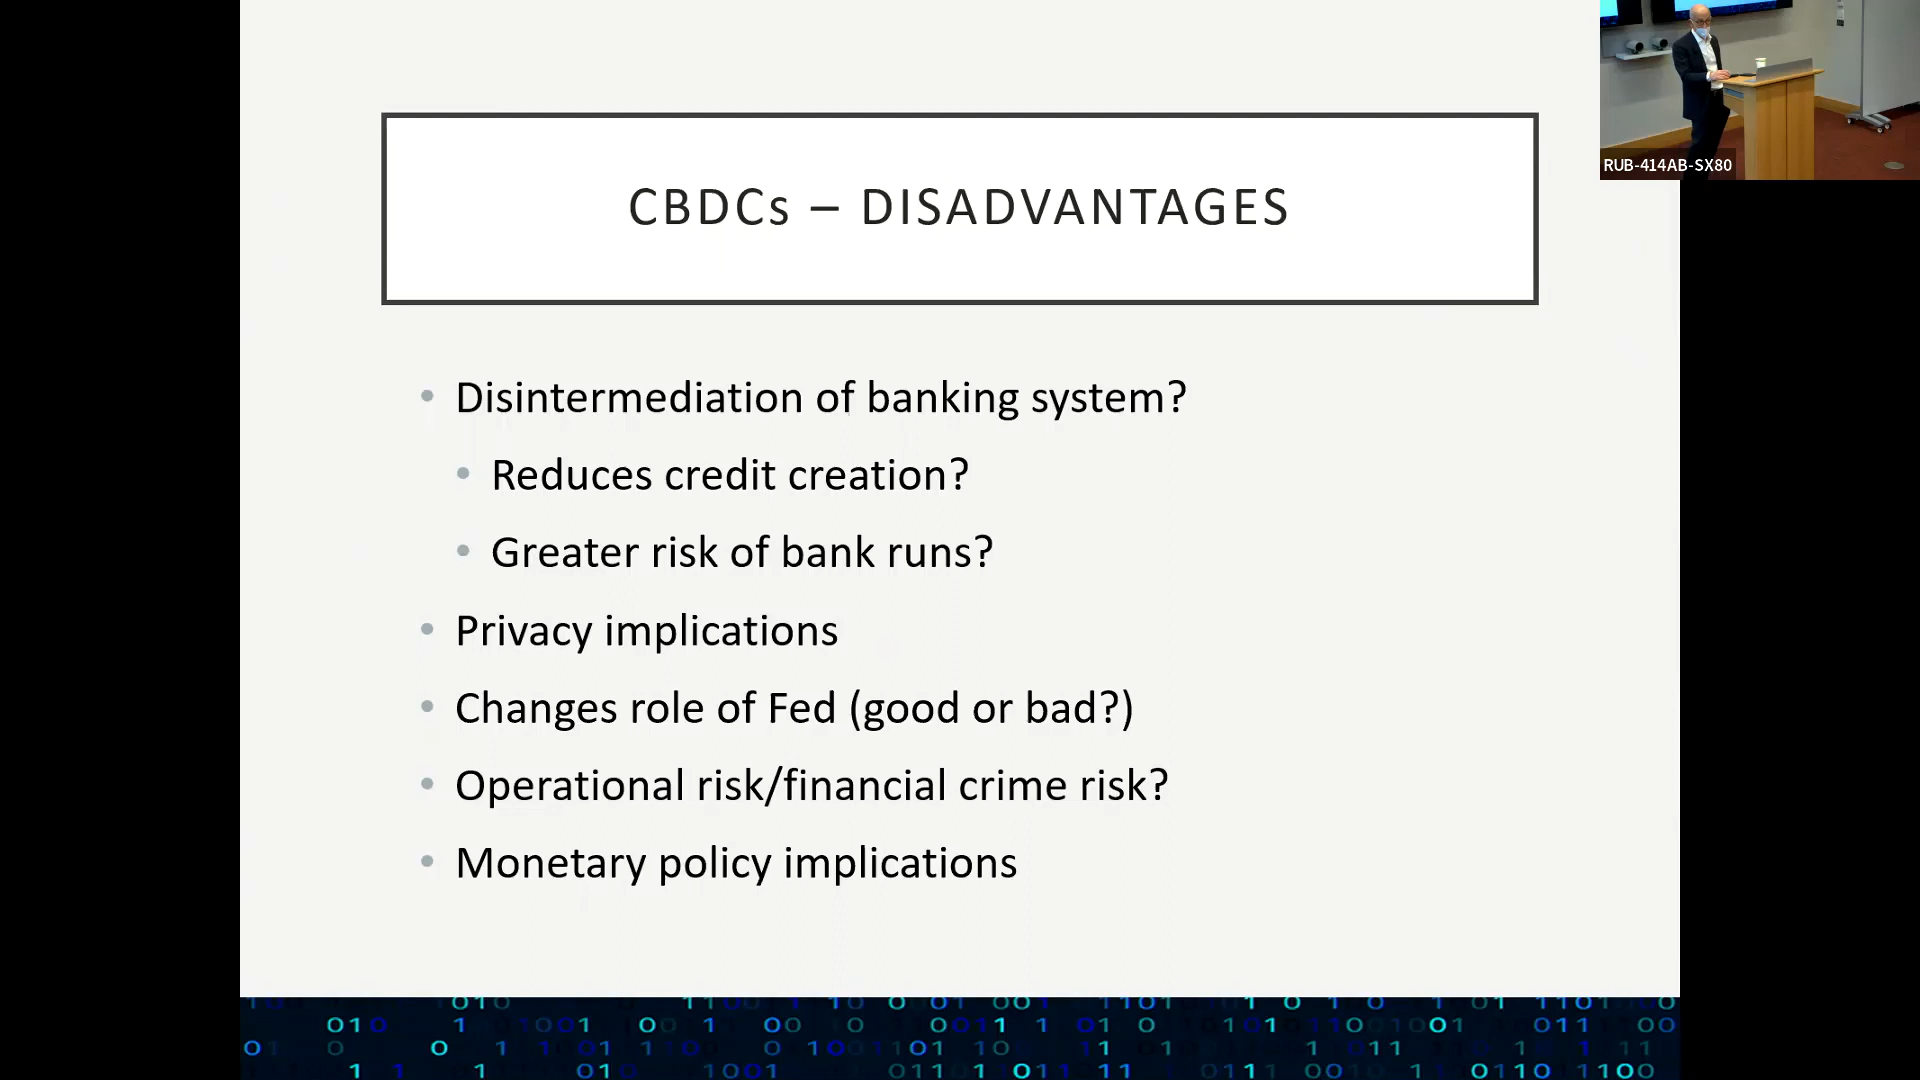 CBDCs – DISADVANTAGES
• Disintermediation of banking system?
• Reduces credit creation?
• Greater risk of bank runs?
• Privacy implications
• Changes role of Fed (good or bad?)
• Operational risk/financial crime risk?
• Monetary policy implications
RUB-414AB-SX80